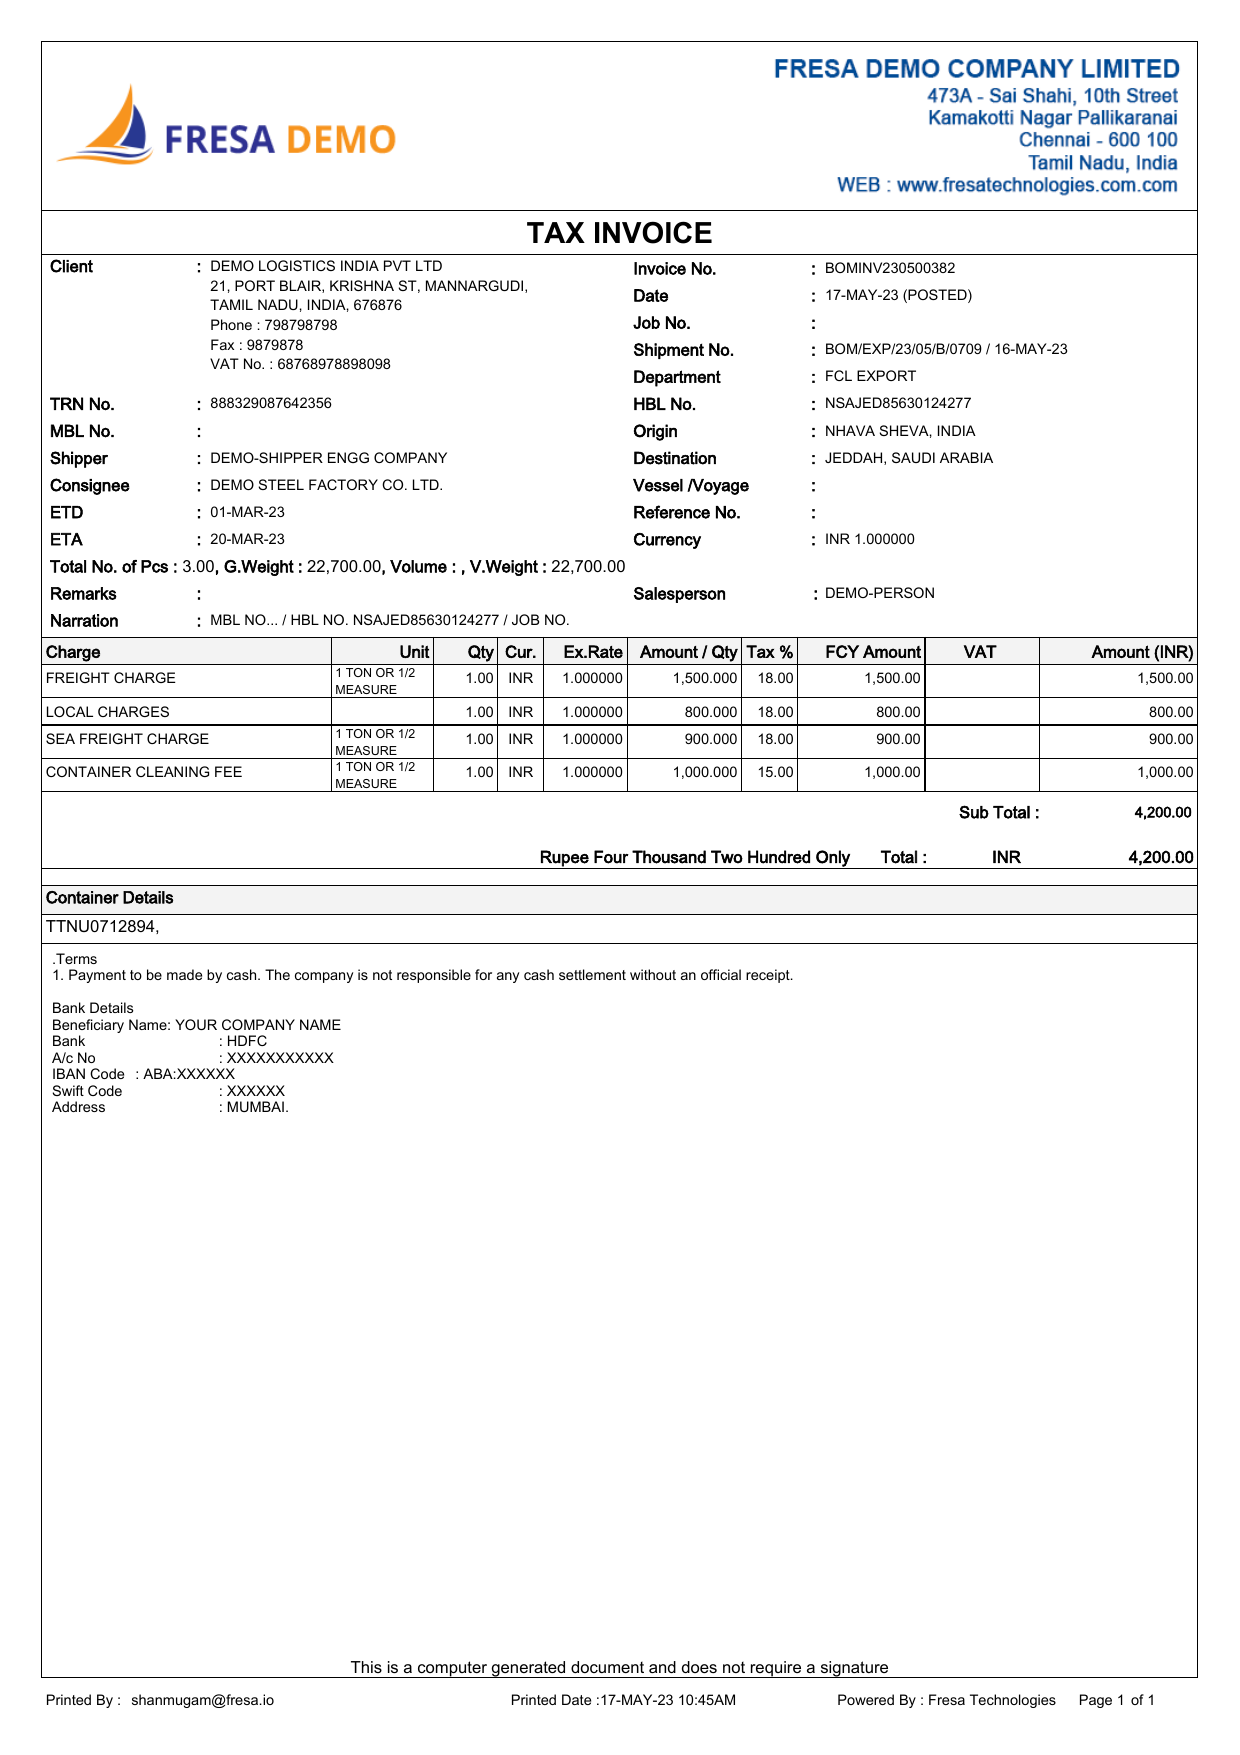 FRESA DEMO
FRESA DEMO COMPANY LIMITED
473A - Sai Shahi, 10th Street
Kamakotti Nagar Pallikaranai
Chennai - 600 100
Tamil Nadu, India
WEB : www.fresatechnologies.com.com
TAX INVOICE
Client : DEMO LOGISTICS INDIA PVT LTD
21, PORT BLAIR, KRISHNA ST, MANNARGUDI,
TAMIL NADU, INDIA, 676876
Phone : 798798798
Fax : 9879878
VAT No. : 68768978898098
Invoice No. : BOMINV230500382
Date : 17-MAY-23 (POSTED)
Job No. :
Shipment No. : BOM/EXP/23/05/B/0709 / 16-MAY-23
Department : FCL EXPORT
TRN No. : 888329087642356
HBL No. : NSAJED85630124277
MBL No. :
Origin : NHAVA SHEVA, INDIA
Shipper : DEMO-SHIPPER ENGG COMPANY
Destination : JEDDAH, SAUDI ARABIA
Consignee : DEMO STEEL FACTORY CO. LTD.
Vessel /Voyage :
ETD : 01-MAR-23
Reference No. :
ETA : 20-MAR-23
Currency : INR 1.000000
Total No. of Pcs : 3.00, G.Weight : 22,700.00, Volume : , V.Weight : 22,700.00
Remarks :
Salesperson : DEMO-PERSON
Narration : MBL NO... / HBL NO. NSAJED85630124277 / JOB NO.
Charge Unit Qty Cur. Ex.Rate Amount / Qty Tax % FCY Amount VAT Amount (INR)
FREIGHT CHARGE 1 TON OR 1/2 MEASURE 1.00 INR 1.000000 1,500.000 18.00 1,500.00 1,500.00
LOCAL CHARGES 1.00 INR 1.000000 800.000 18.00 800.00 800.00
SEA FREIGHT CHARGE 1 TON OR 1/2 MEASURE 1.00 INR 1.000000 900.000 18.00 900.00 900.00
CONTAINER CLEANING FEE 1 TON OR 1/2 MEASURE 1.00 INR 1.000000 1,000.000 15.00 1,000.00 1,000.00
Sub Total : 4,200.00
Rupee Four Thousand Two Hundred Only Total : INR 4,200.00
Container Details
TTNU0712894,
.Terms
1. Payment to be made by cash. The company is not responsible for any cash settlement without an official receipt.
Bank Details
Beneficiary Name: YOUR COMPANY NAME
Bank : HDFC
A/c No : XXXXXXXXXXX
IBAN Code : ABA:XXXXXX
Swift Code : XXXXXX
Address : MUMBAI.
This is a computer generated document and does not require a signature
Printed By : shanmugam@fresa.io Printed Date :17-MAY-23 10:45AM Powered By : Fresa Technologies Page 1 of 1